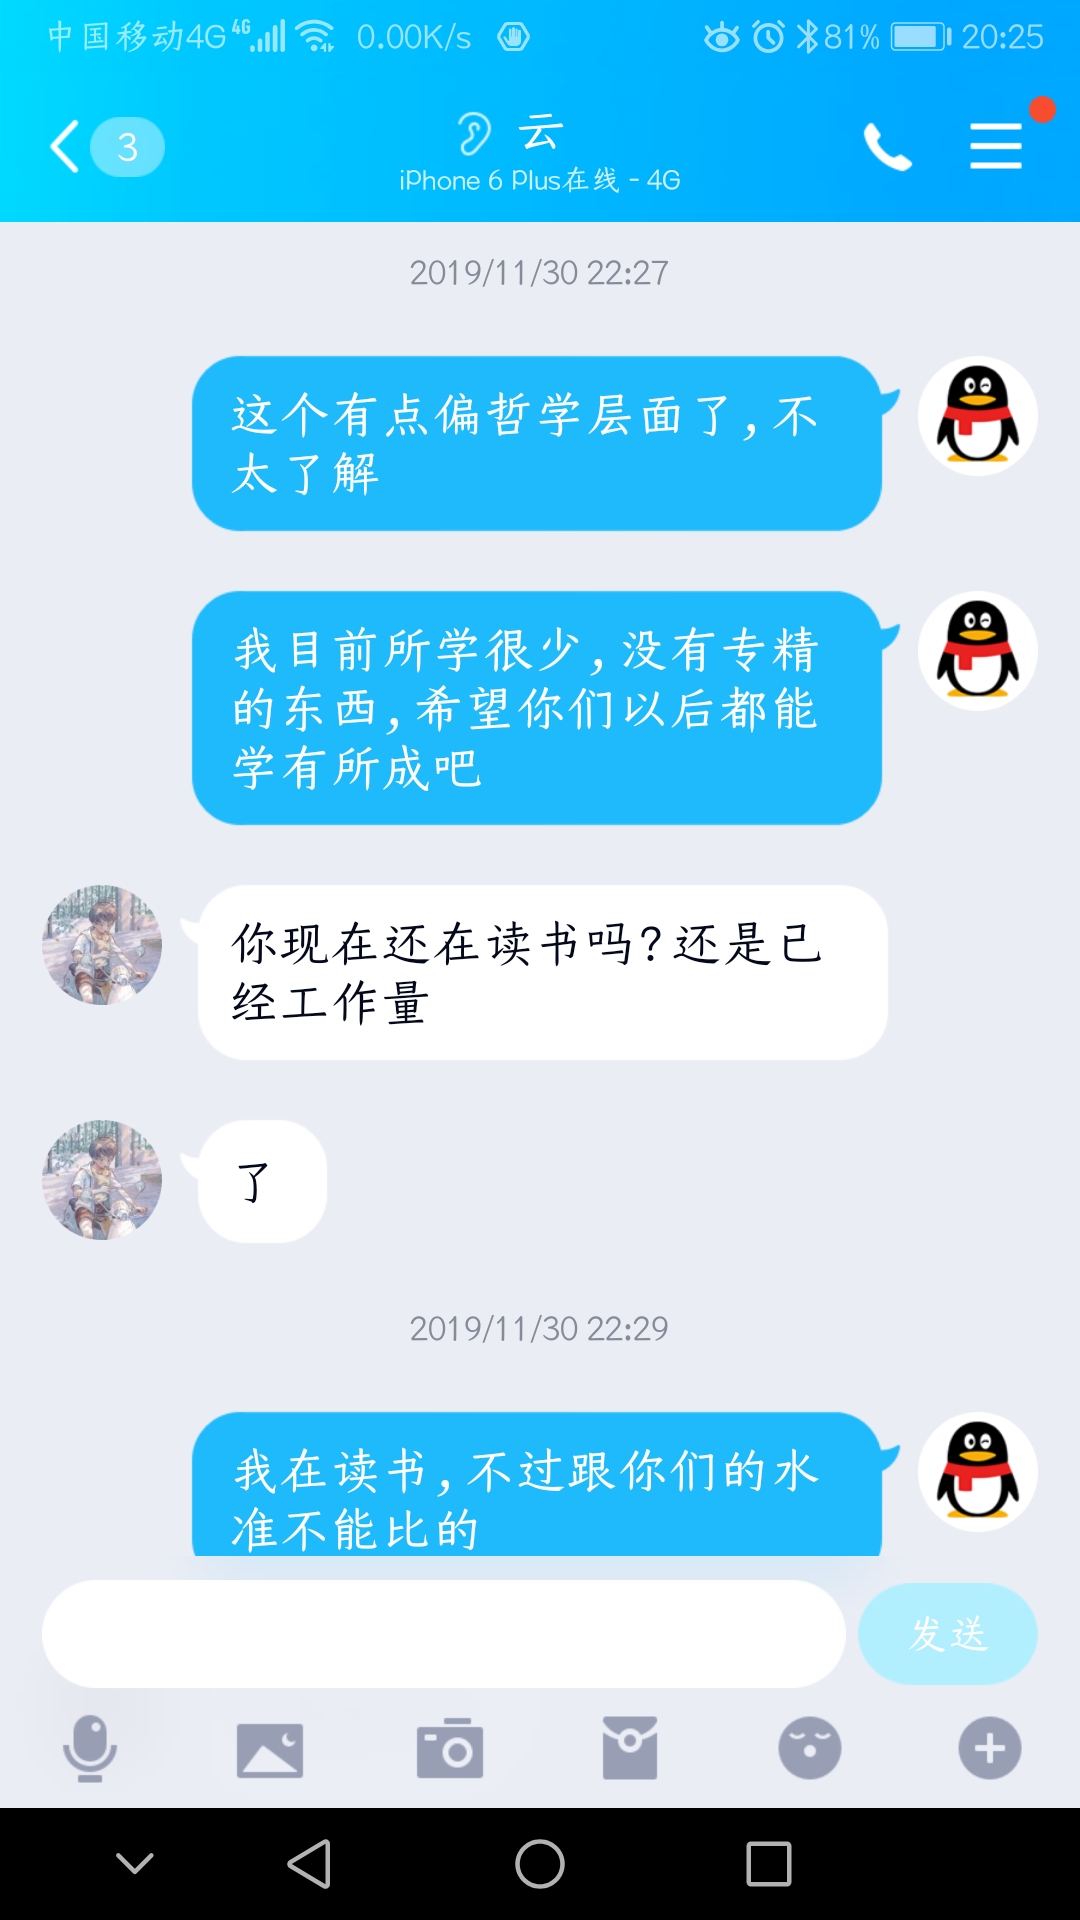 中国移动4G 4G 0.00K/s 81% 20:25
3
云
iPhone 6 Plus在线 - 4G
2019/11/30 22:27
这个有点偏哲学层面了,不
太了解
我目前所学很少,没有专精
的东西,希望你们以后都能
学有所成吧
你现在还在读书吗?还是已
经工作量
了
2019/11/30 22:29
我在读书,不过跟你们的水
准不能比的
发送